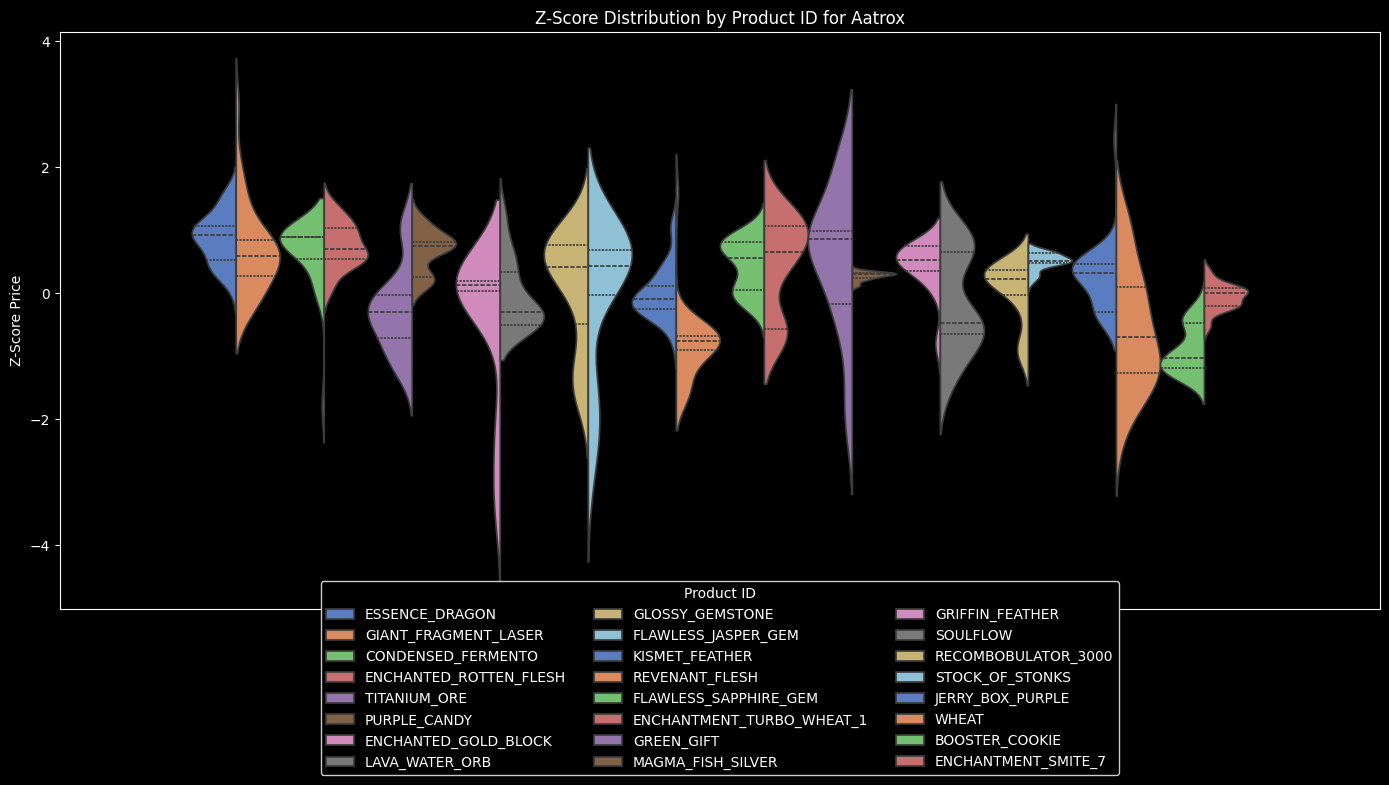 Z-Score Distribution by Product ID for Aatrox
4
2
0
−2
−4
Z-Score Price
Product ID
ESSENCE_DRAGON
GIANT_FRAGMENT_LASER
CONDENSED_FERMENTO
ENCHANTED_ROTTEN_FLESH
TITANIUM_ORE
PURPLE_CANDY
ENCHANTED_GOLD_BLOCK
LAVA_WATER_ORB
GLOSSY_GEMSTONE
FLAWLESS_JASPER_GEM
KISMET_FEATHER
REVENANT_FLESH
FLAWLESS_SAPPHIRE_GEM
ENCHANTMENT_TURBO_WHEAT_1
GREEN_GIFT
MAGMA_FISH_SILVER
GRIFFIN_FEATHER
SOULFLOW
RECOMBOBULATOR_3000
STOCK_OF_STONKS
JERRY_BOX_PURPLE
WHEAT
BOOSTER_COOKIE
ENCHANTMENT_SMITE_7